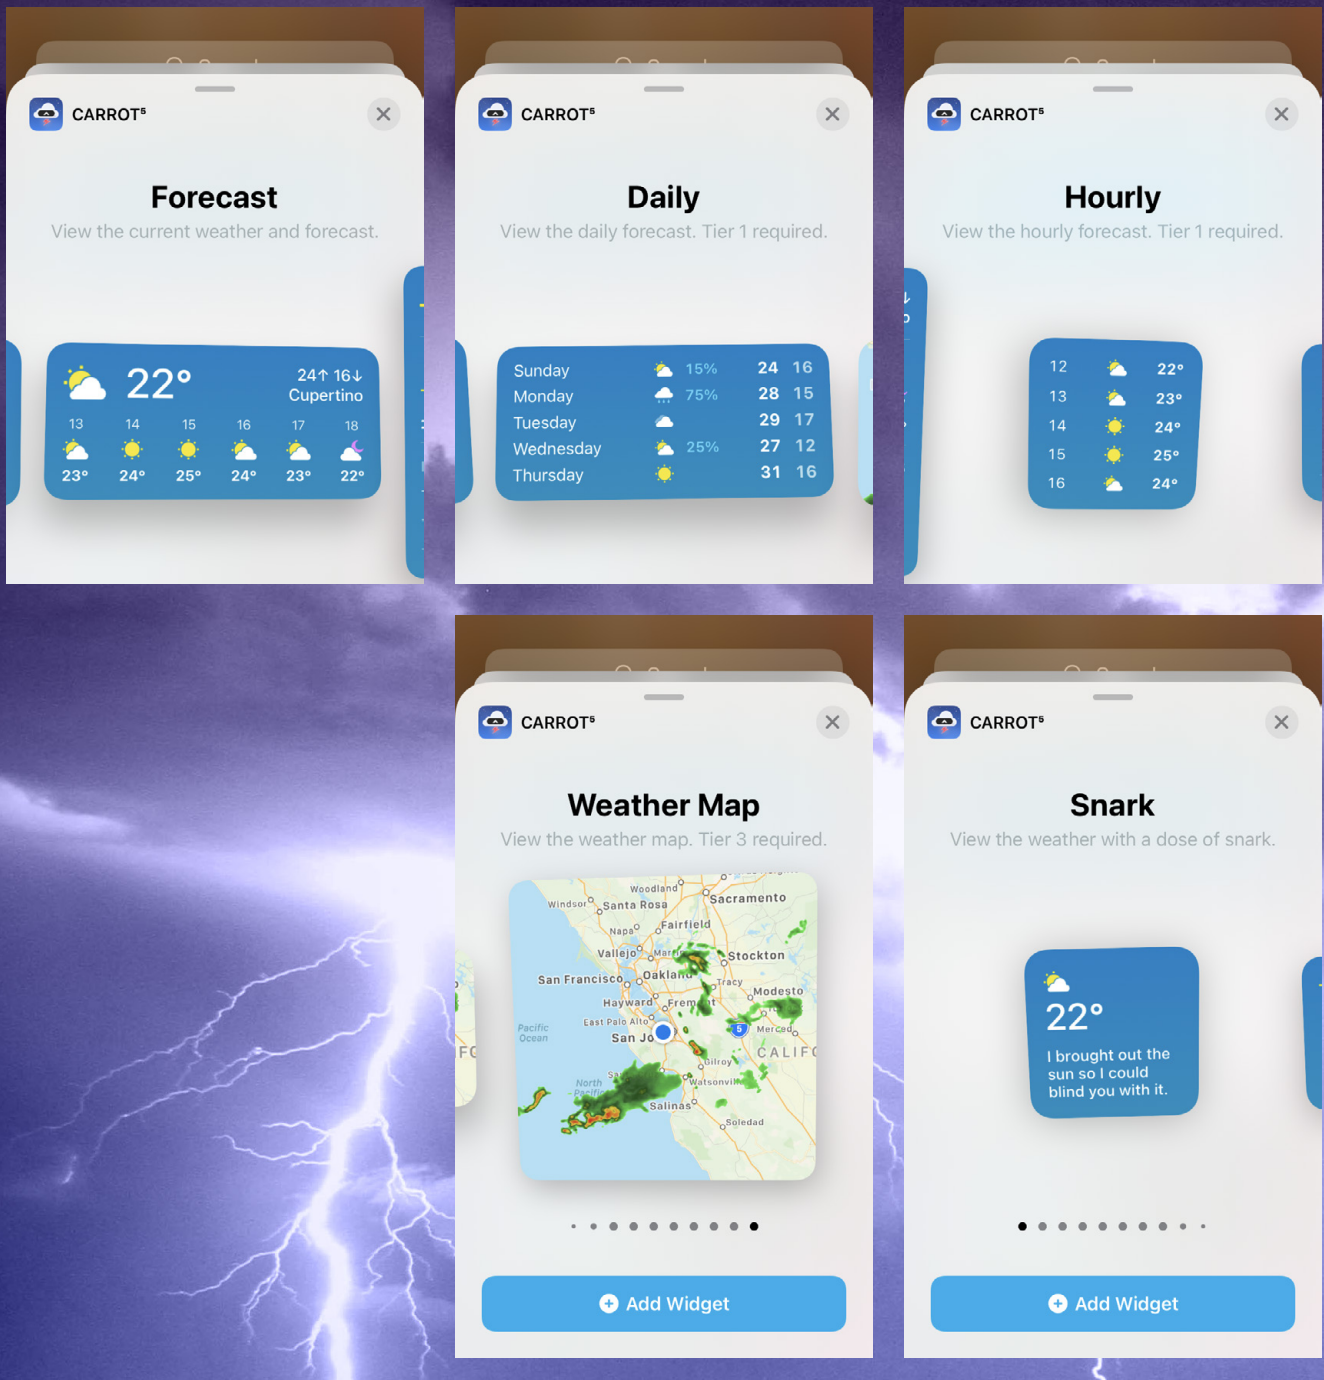 CARROT⁵
Forecast
View the current weather and forecast.
22°
24↑ 16↓
Cupertino
13 14 15 16 17 18
23° 24° 25° 24° 23° 22°
CARROT⁵
Daily
View the daily forecast. Tier 1 required.
Sunday 15% 24 16
Monday 75% 28 15
Tuesday 29 17
Wednesday 25% 27 12
Thursday 31 16
CARROT⁵
Hourly
View the hourly forecast. Tier 1 required.
12 22°
13 23°
14 24°
15 25°
16 24°
CARROT⁵
Weather Map
View the weather map. Tier 3 required.
Woodland
Windsor
Santa Rosa
Sacramento
Napa
Fairfield
Vallejo
Stockton
San Francisco
Oakland
Tracy
Hayward
Modesto
East Palo Alto
Pacific
Ocean
5
Merced
Gilroy
North
Salinas
Soledad
Add Widget
CARROT⁵
Snark
View the weather with a dose of snark.
22°
I brought out the
sun so I could
blind you with it.
Add Widget